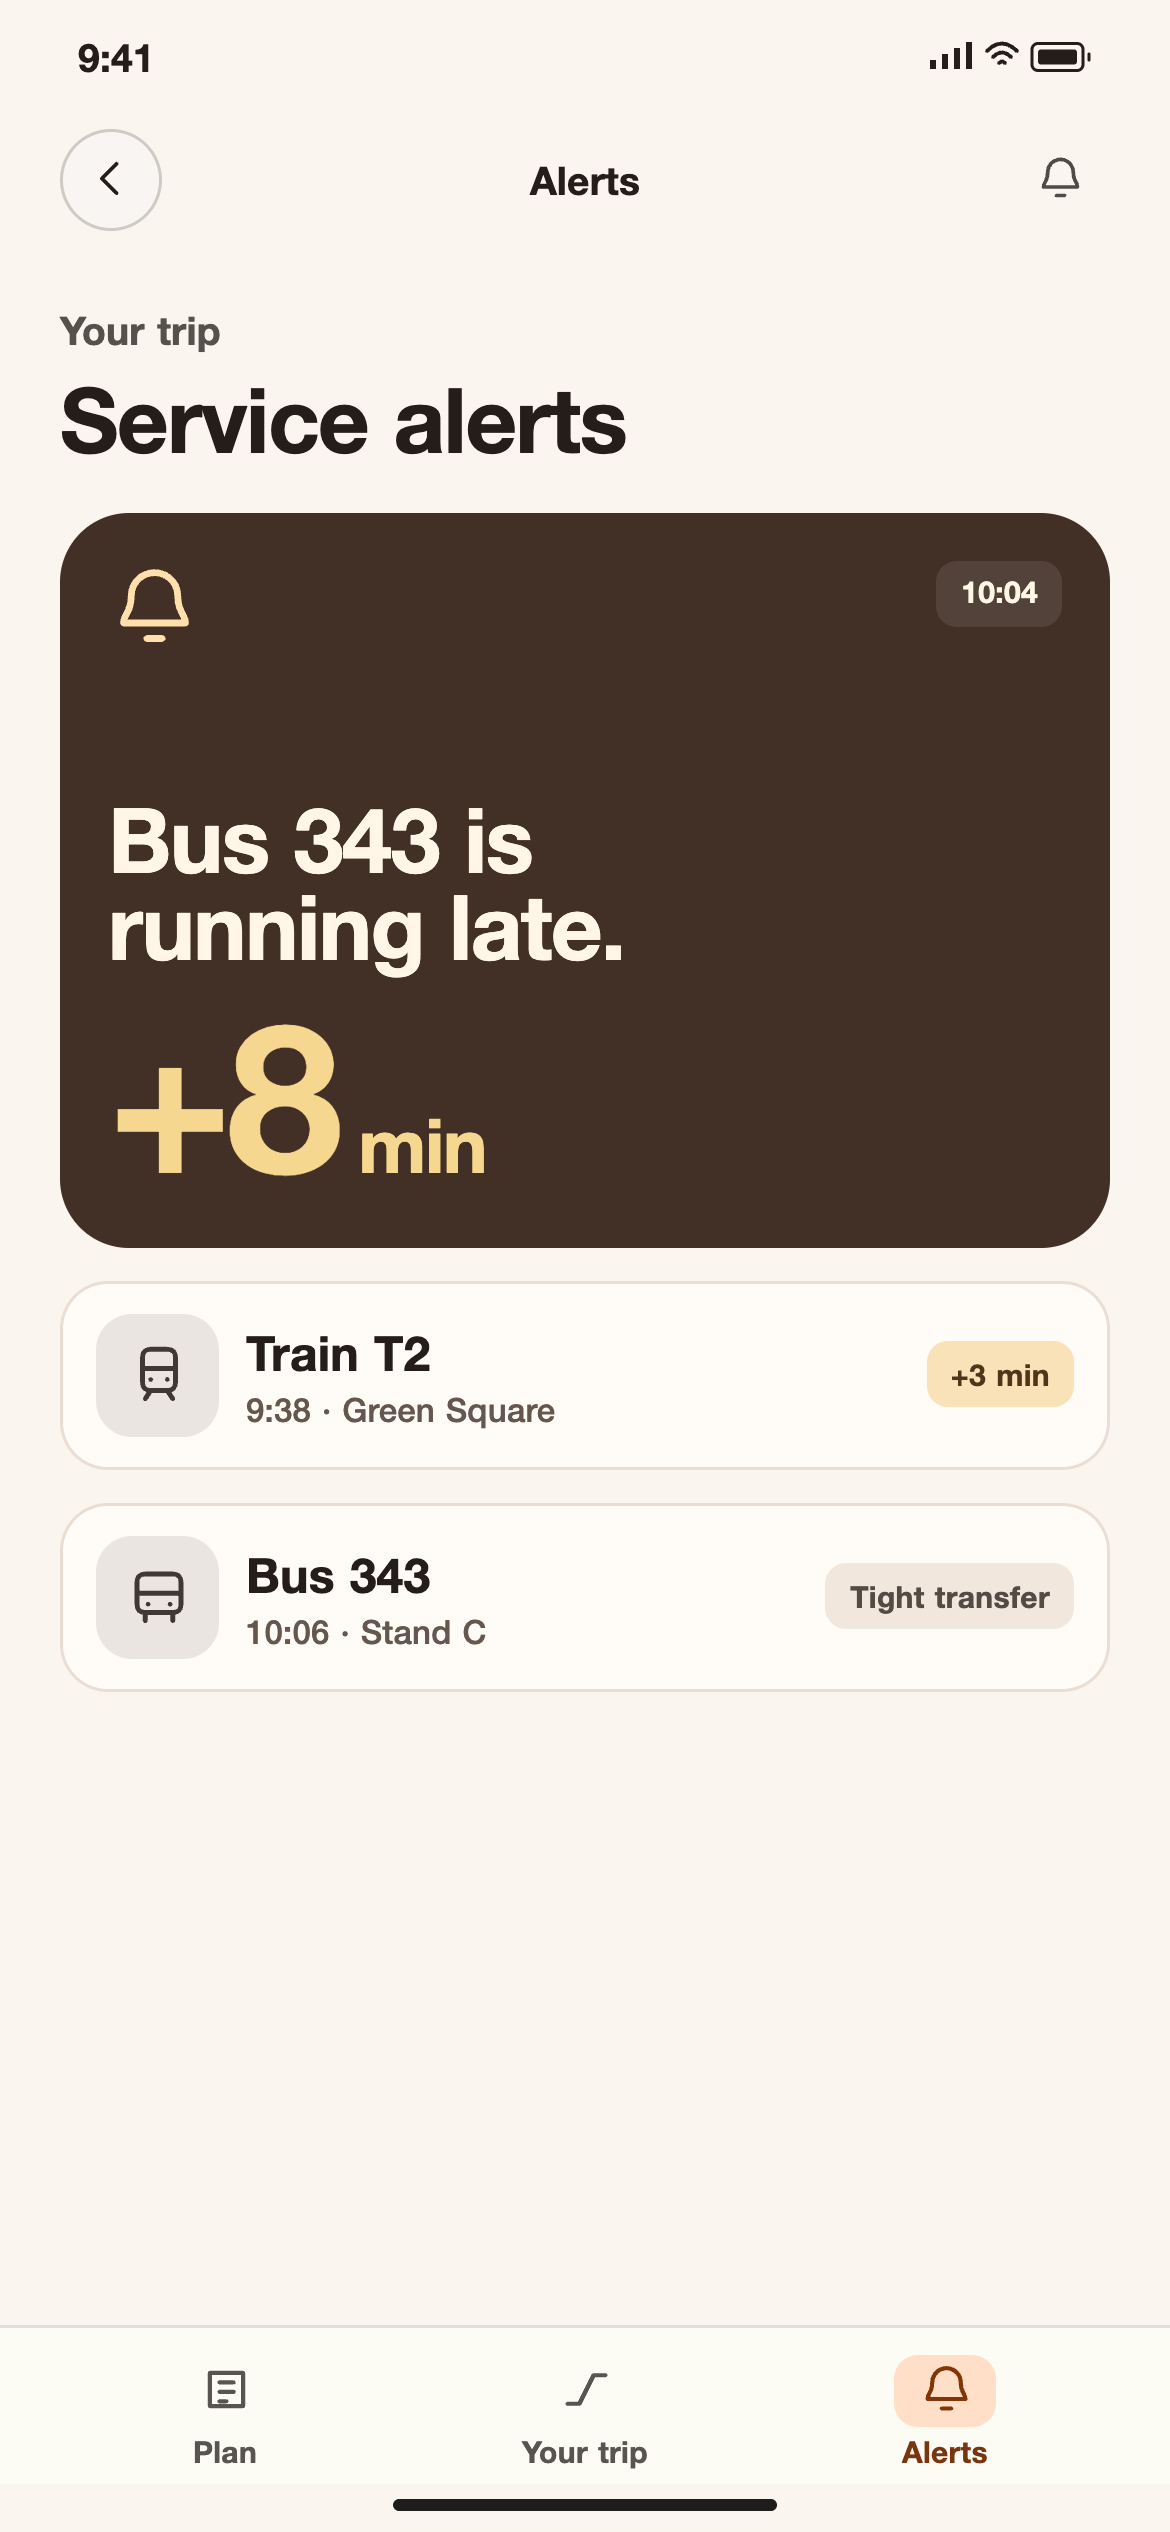 9:41
Alerts
Your trip
Service alerts
10:04
Bus 343 is
running late.
+8 min
Train T2
9:38 · Green Square
+3 min
Bus 343
10:06 · Stand C
Tight transfer
Plan
Your trip
Alerts